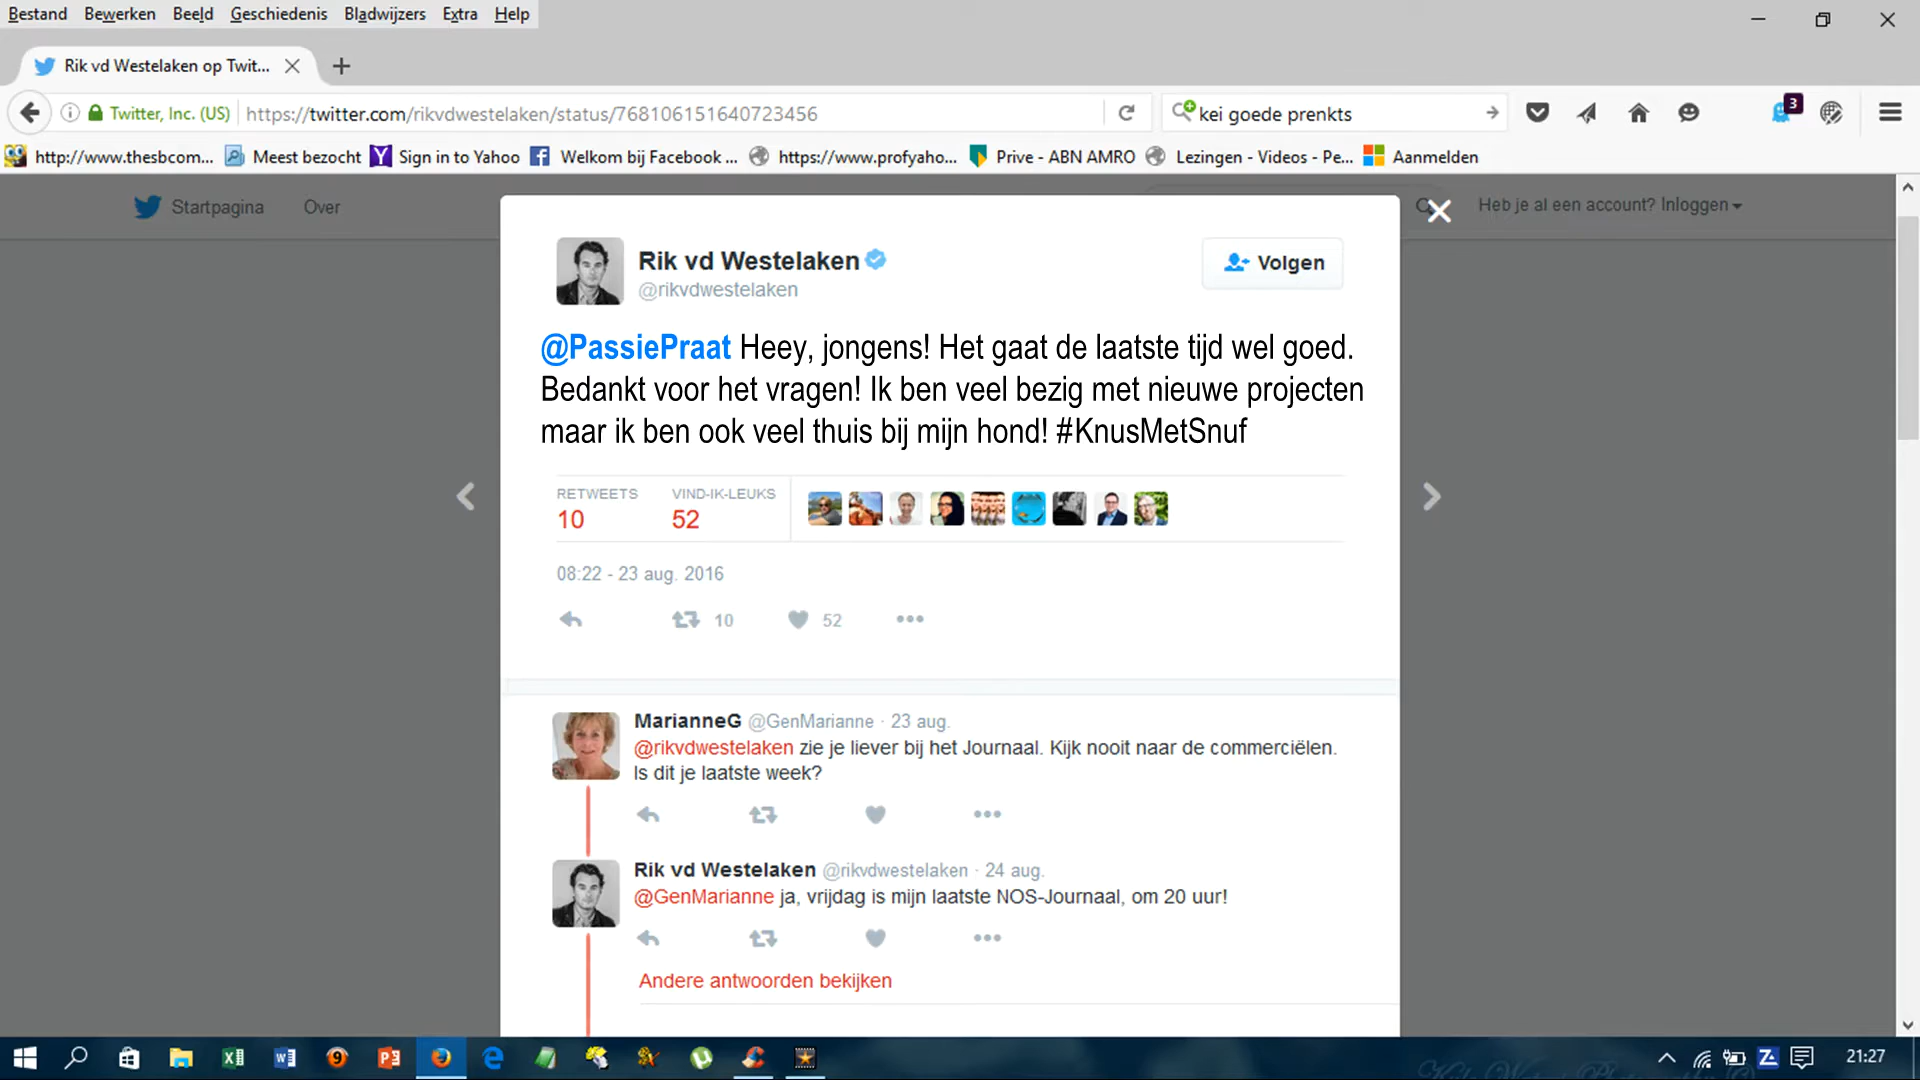 Bestand Bewerken Beeld Geschiedenis Bladwijzers Extra Help
Rik vd Westelaken op Twit...
Twitter, Inc. (US) https://twitter.com/rikvdwestelaken/status/768106151640723456 kei goede prenkts 3
http://www.thesbcom... Meest bezocht Sign in to Yahoo Welkom bij Facebook ... https://www.profyaho... Prive - ABN AMRO Lezingen - Videos - Pe... Aanmelden
Startpagina Over Heb je al een account? Inloggen
Rik vd Westelaken Volgen
@rikvdwestelaken
@PassiePraat Heey, jongens! Het gaat de laatste tijd wel goed.
Bedankt voor het vragen! Ik ben veel bezig met nieuwe projecten
maar ik ben ook veel thuis bij mijn hond! #KnusMetSnuf
RETWEETS VIND-IK-LEUKS
10 52
08:22 - 23 aug. 2016
10 52
MarianneG @GenMarianne · 23 aug.
@rikvdwestelaken zie je liever bij het Journaal. Kijk nooit naar de commerciëlen.
Is dit je laatste week?
Rik vd Westelaken @rikvdwestelaken · 24 aug.
@GenMarianne ja, vrijdag is mijn laatste NOS-Journaal, om 20 uur!
Andere antwoorden bekijken
21:27